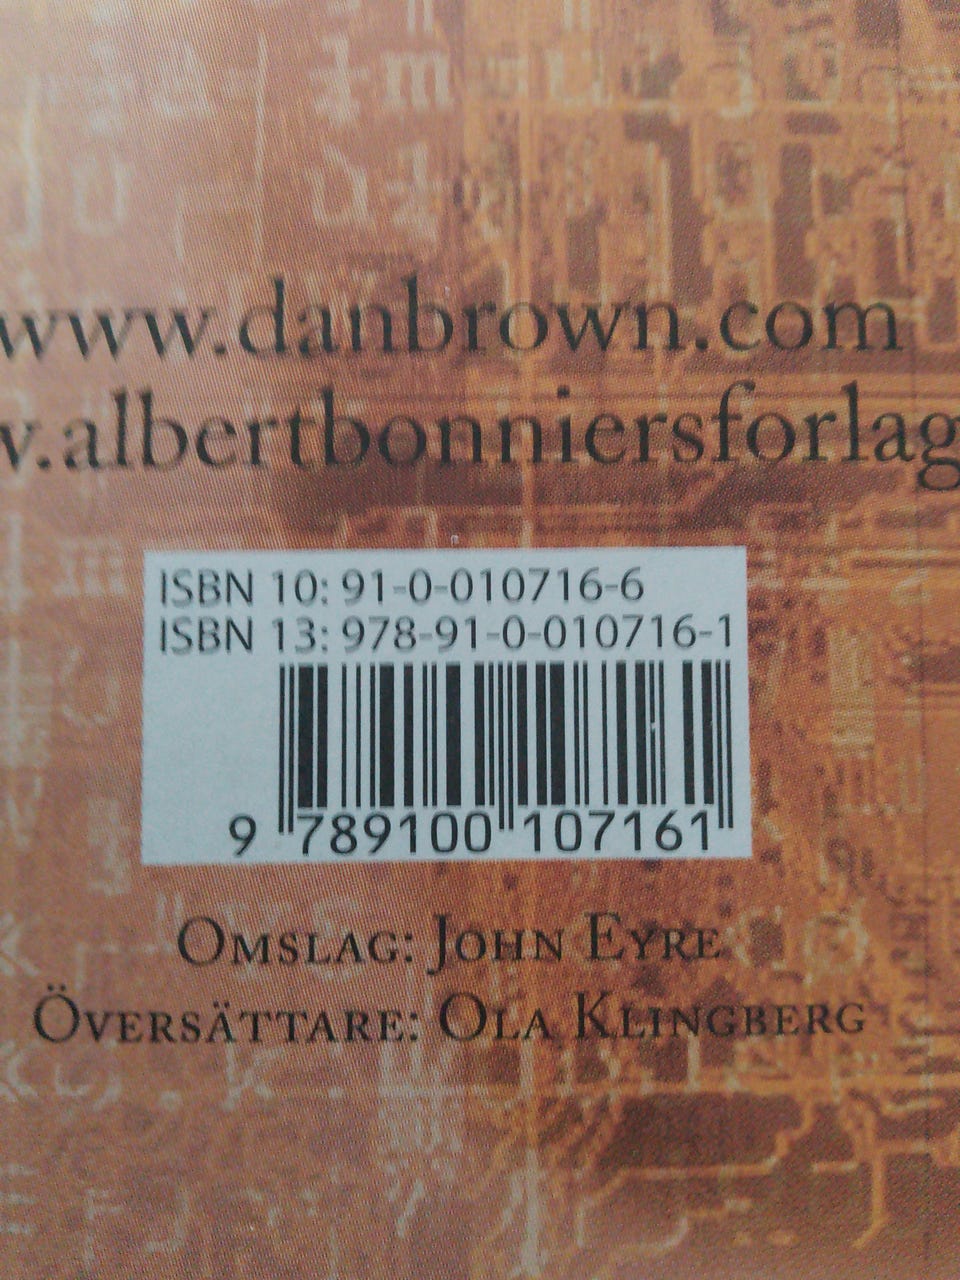 www.danbrown.com
.albertbonniersforlag
ISBN 10: 91-0-010716-6
ISBN 13: 978-91-0-010716-1
9 789100 107161
OMSLAG: JOHN EYRE
ÖVERSÄTTARE: OLA KLINGBERG